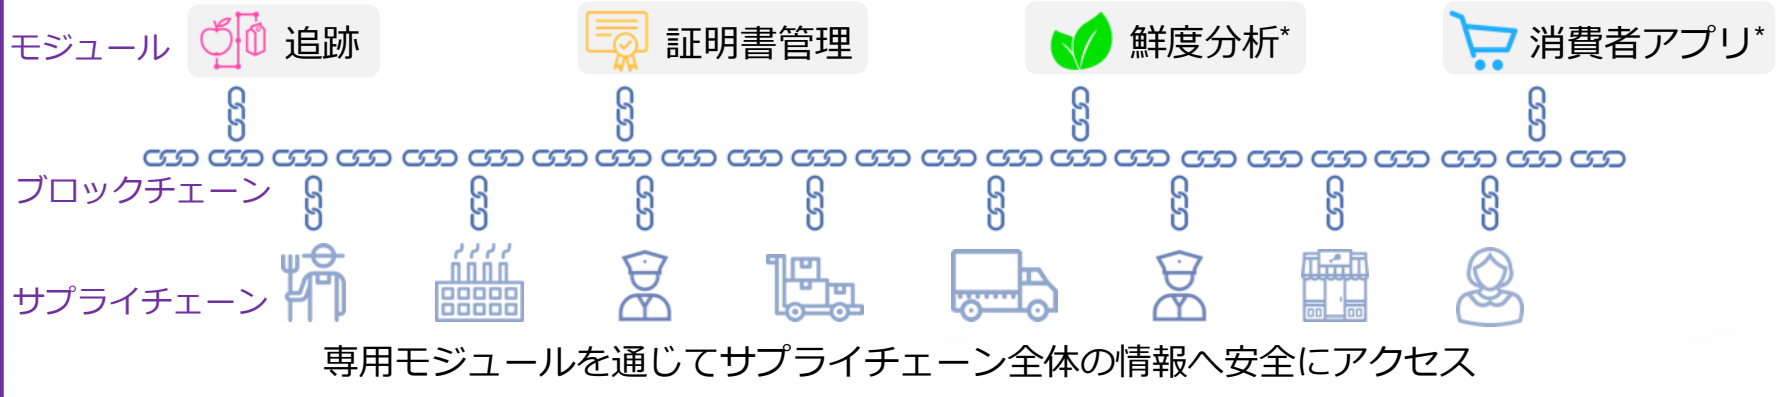 モジュール 追跡 証明書管理 鮮度分析* 消費者アプリ*
ブロックチェーン
サプライチェーン
専用モジュールを通じてサプライチェーン全体の情報へ安全にアクセス